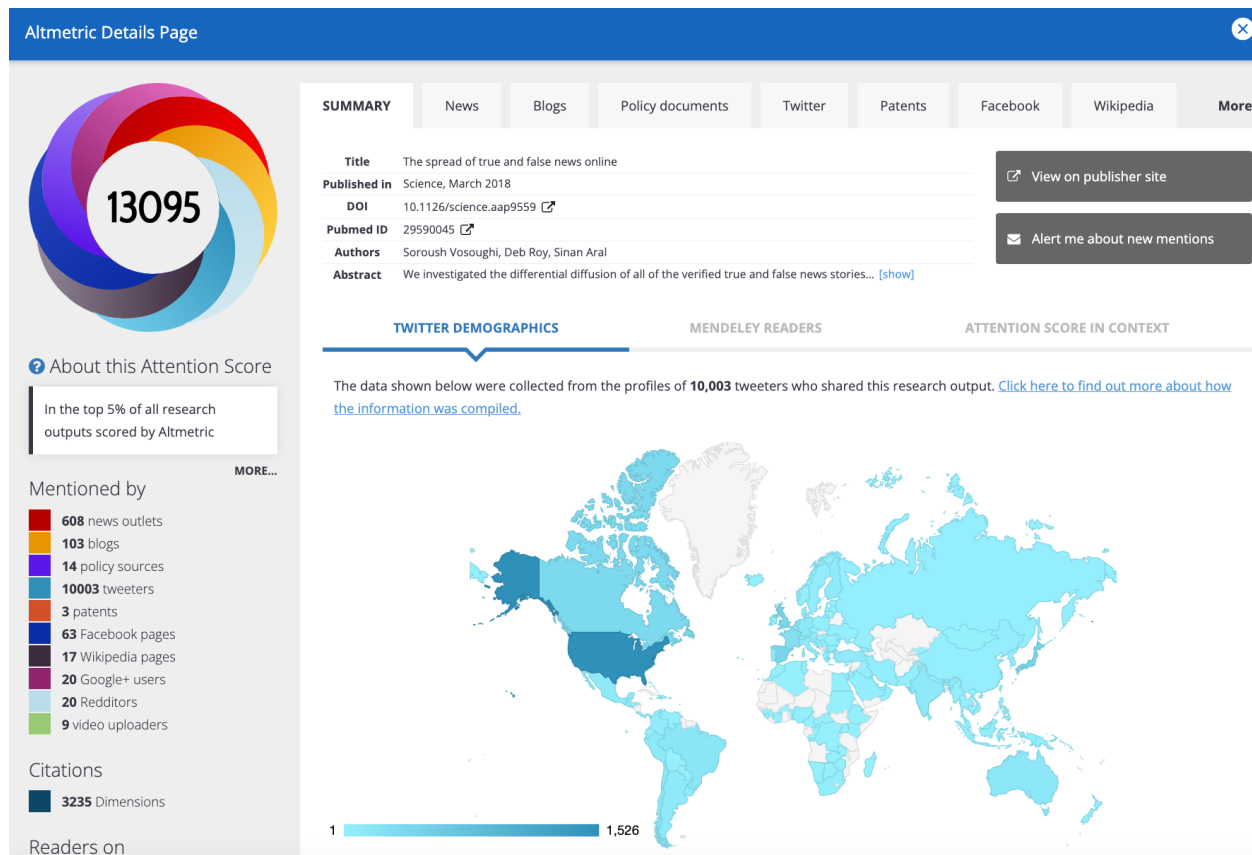 Altmetric Details Page
13095
About this Attention Score
In the top 5% of all research
outputs scored by Altmetric
MORE...
Mentioned by
608 news outlets
103 blogs
14 policy sources
10003 tweeters
3 patents
63 Facebook pages
17 Wikipedia pages
20 Google+ users
20 Redditors
9 video uploaders
Citations
3235 Dimensions
Readers on
SUMMARY News Blogs Policy documents Twitter Patents Facebook Wikipedia More
Title The spread of true and false news online
Published in Science, March 2018
DOI 10.1126/science.aap9559
Pubmed ID 29590045
Authors Soroush Vosoughi, Deb Roy, Sinan Aral
Abstract We investigated the differential diffusion of all of the verified true and false news stories... [show]
View on publisher site
Alert me about new mentions
TWITTER DEMOGRAPHICS MENDELEY READERS ATTENTION SCORE IN CONTEXT
The data shown below were collected from the profiles of 10,003 tweeters who shared this research output. Click here to find out more about how
the information was compiled.
1 1,526